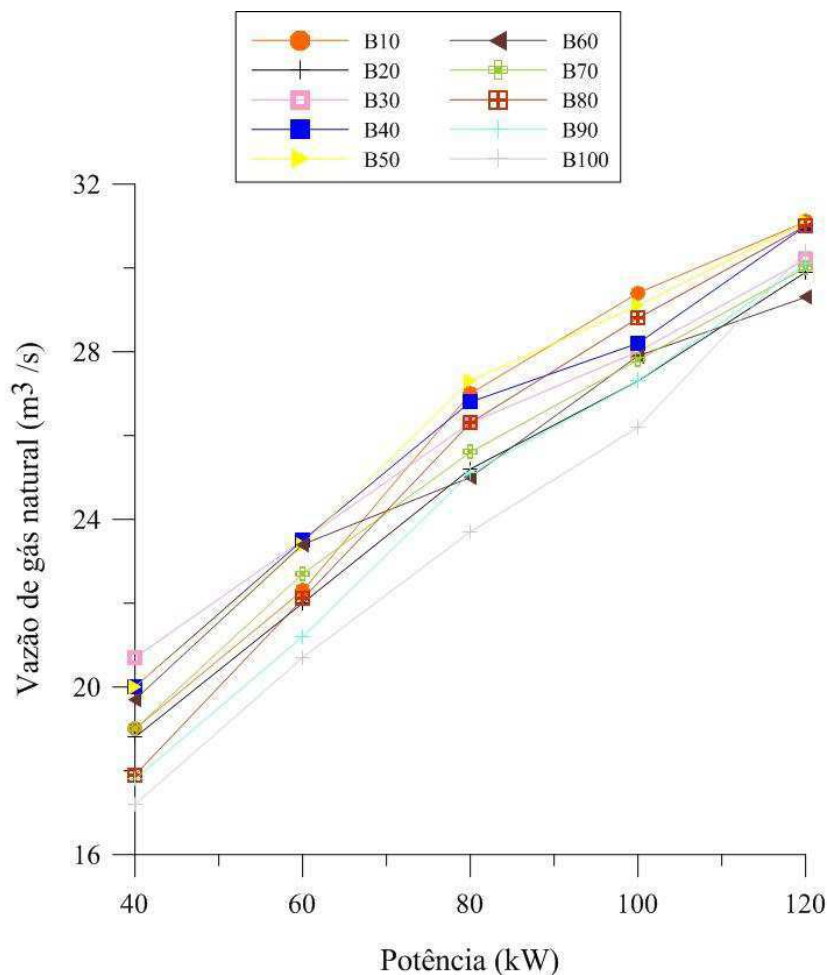 B10
B20
B30
B40
B50
B60
B70
B80
B90
B100
32
28
24
20
16
Vazão de gás natural (m³ /s)
40 60 80 100 120
Potência (kW)